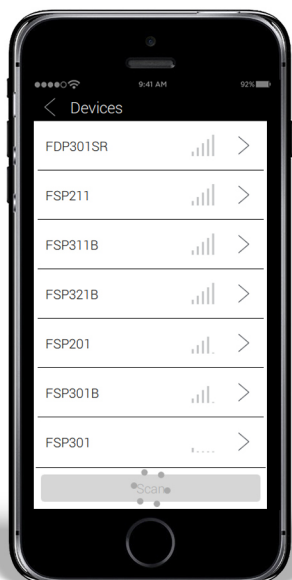 9:41 AM
92%
Devices
FDP301SR
FSP211
FSP311B
FSP321B
FSP201
FSP301B
FSP301
Scan